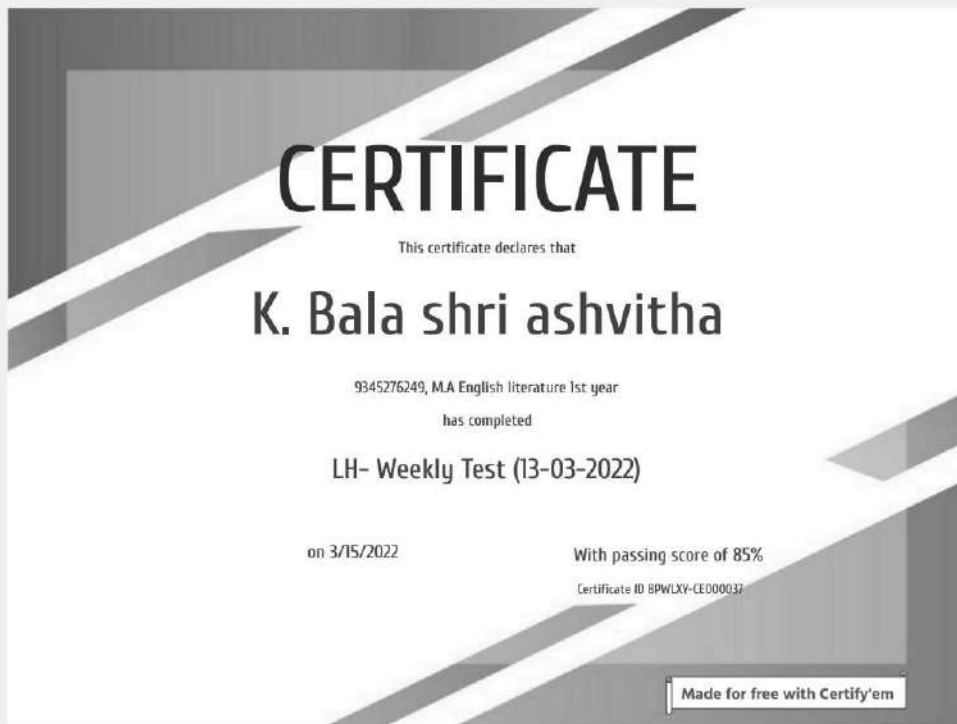 CERTIFICATE
This certificate declares that
K. Bala shri ashvitha
9345276249, M.A English literature 1st year
has completed
LH- Weekly Test (13-03-2022)
on 3/15/2022
With passing score of 85%
Certificate ID 8PWLXY-CE000037
Made for free with Certify'em